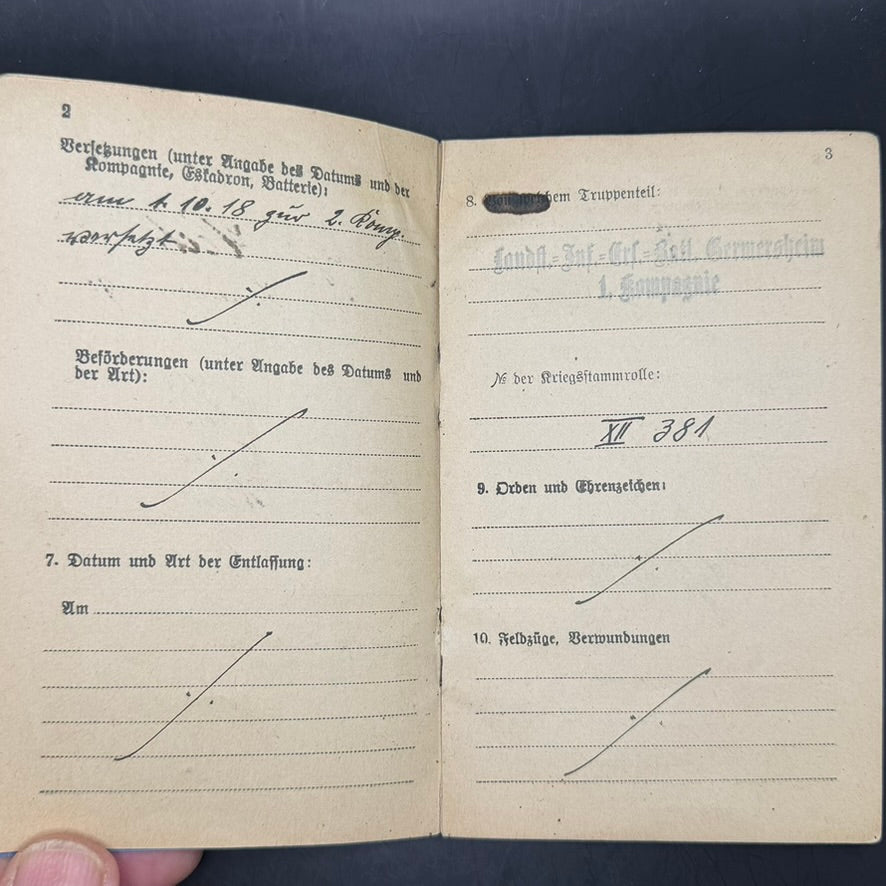 2
Versetzungen (unter Angabe des Datums und der
Kompagnie, Eskadron, Batterie):
am 1.10.18 zur 2. Komp.
versetzt
Beförderungen (unter Angabe des Datums und
der Art):
7. Datum und Art der Entlassung:
Am
3
8. welchem Truppenteil:
Landst.-Inf.-Ers.-Batl. Germersheim
1. Kompagnie
№ der Kriegsstammrolle:
XII 381
9. Orden und Ehrenzeichen:
10. Feldzüge, Verwundungen